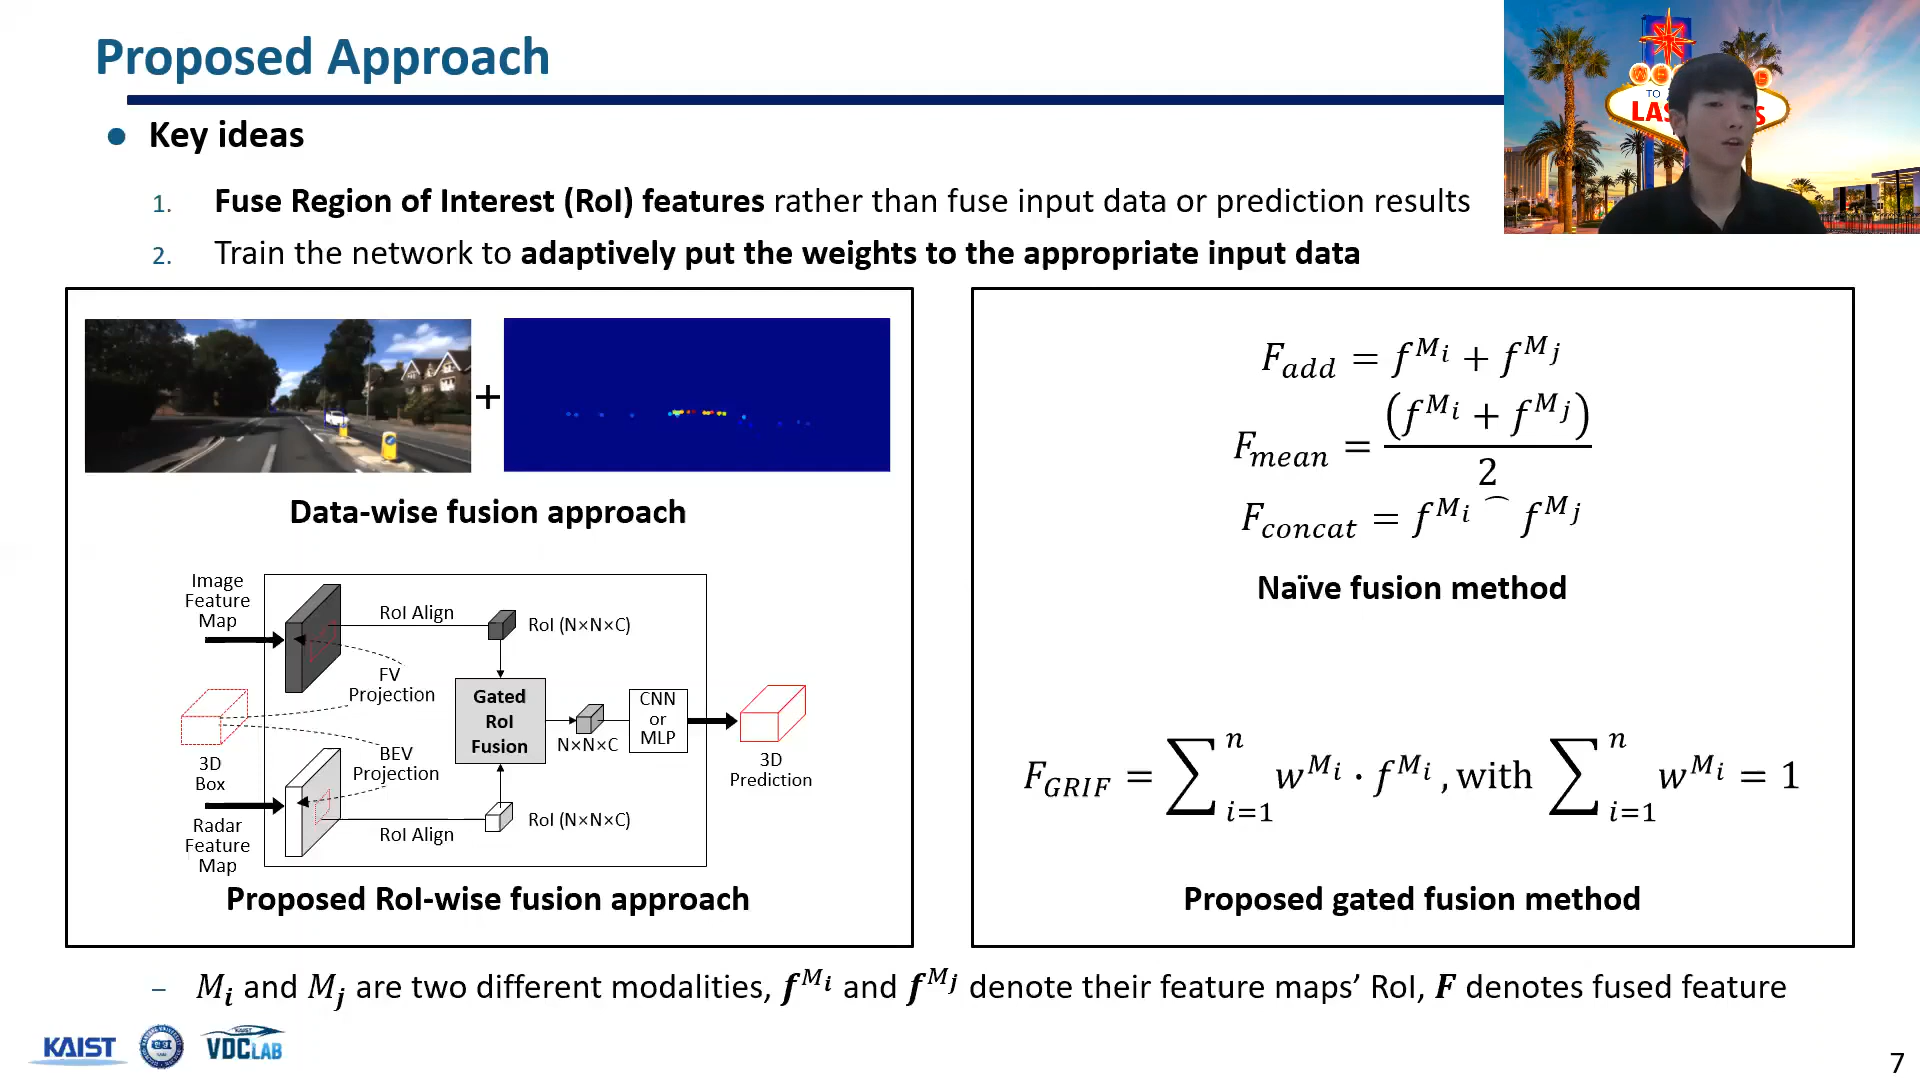 Proposed Approach
Key ideas
1. Fuse Region of Interest (RoI) features rather than fuse input data or prediction results
2. Train the network to adaptively put the weights to the appropriate input data
TO
LAS
S
+
Data-wise fusion approach
Image
Feature
Map
RoI Align
RoI (N×N×C)
FV
Projection
Gated
RoI
Fusion
N×N×C
CNN
or
MLP
3D
Box
BEV
Projection
3D
Prediction
Radar
Feature
Map
RoI Align
RoI (N×N×C)
Proposed RoI-wise fusion approach
F_add = f^{M_i} + f^{M_j}
F_mean = (f^{M_i} + f^{M_j}) / 2
F_concat = f^{M_i} ⌒ f^{M_j}
Naïve fusion method
F_GRIF = ∑_{i=1}^{n} w^{M_i} · f^{M_i} , with ∑_{i=1}^{n} w^{M_i} = 1
Proposed gated fusion method
– M_i and M_j are two different modalities, f^{M_i} and f^{M_j} denote their feature maps' RoI, F denotes fused feature
KAIST
KAIST
VDCLAB
7